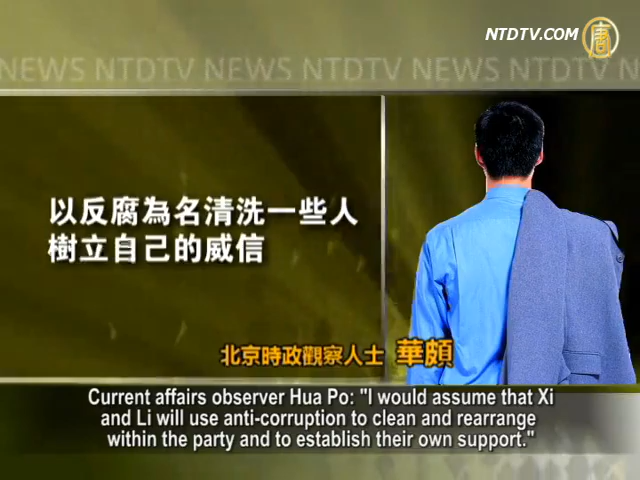 NTDTV.COM
唐
NEWS NTDTV NEWS NTDTV NEWS NTDTV
以反腐為名清洗一些人
樹立自己的威信
北京時政觀察人士 華頗
Current affairs observer Hua Po: "I would assume that Xi
and Li will use anti-corruption to clean and rearrange
within the party and to establish their own support."